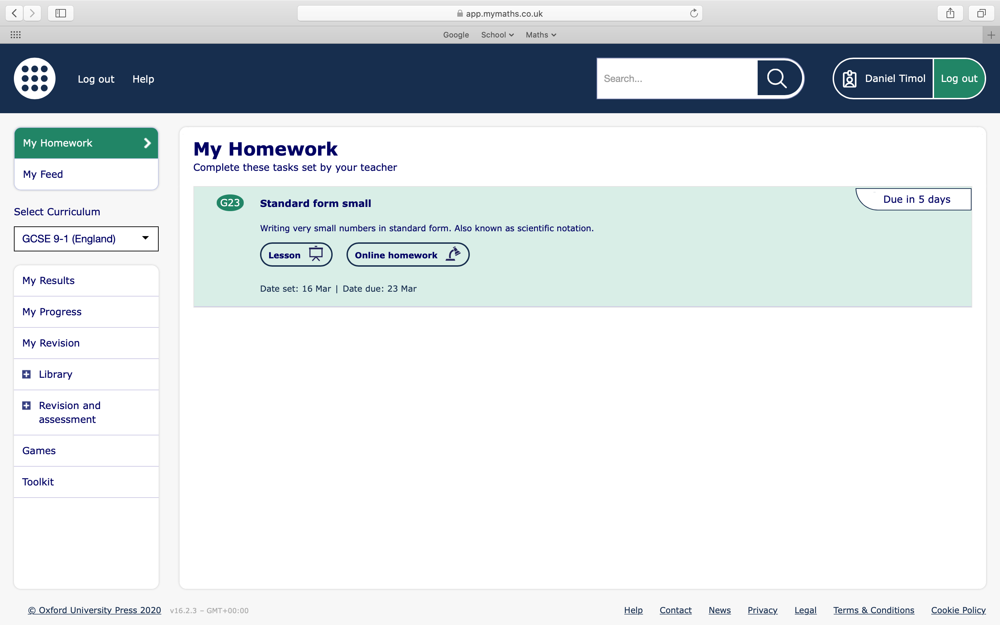 app.mymaths.co.uk
Google School Maths
Log out Help Search... Daniel Timol Log out
My Homework
My Feed
Select Curriculum
GCSE 9-1 (England)
My Results
My Progress
My Revision
Library
Revision and
assessment
Games
Toolkit
My Homework
Complete these tasks set by your teacher
G23 Standard form small Due in 5 days
Writing very small numbers in standard form. Also known as scientific notation.
Lesson Online homework
Date set: 16 Mar | Date due: 23 Mar
© Oxford University Press 2020 v16.2.3 – GMT+00:00 Help Contact News Privacy Legal Terms & Conditions Cookie Policy